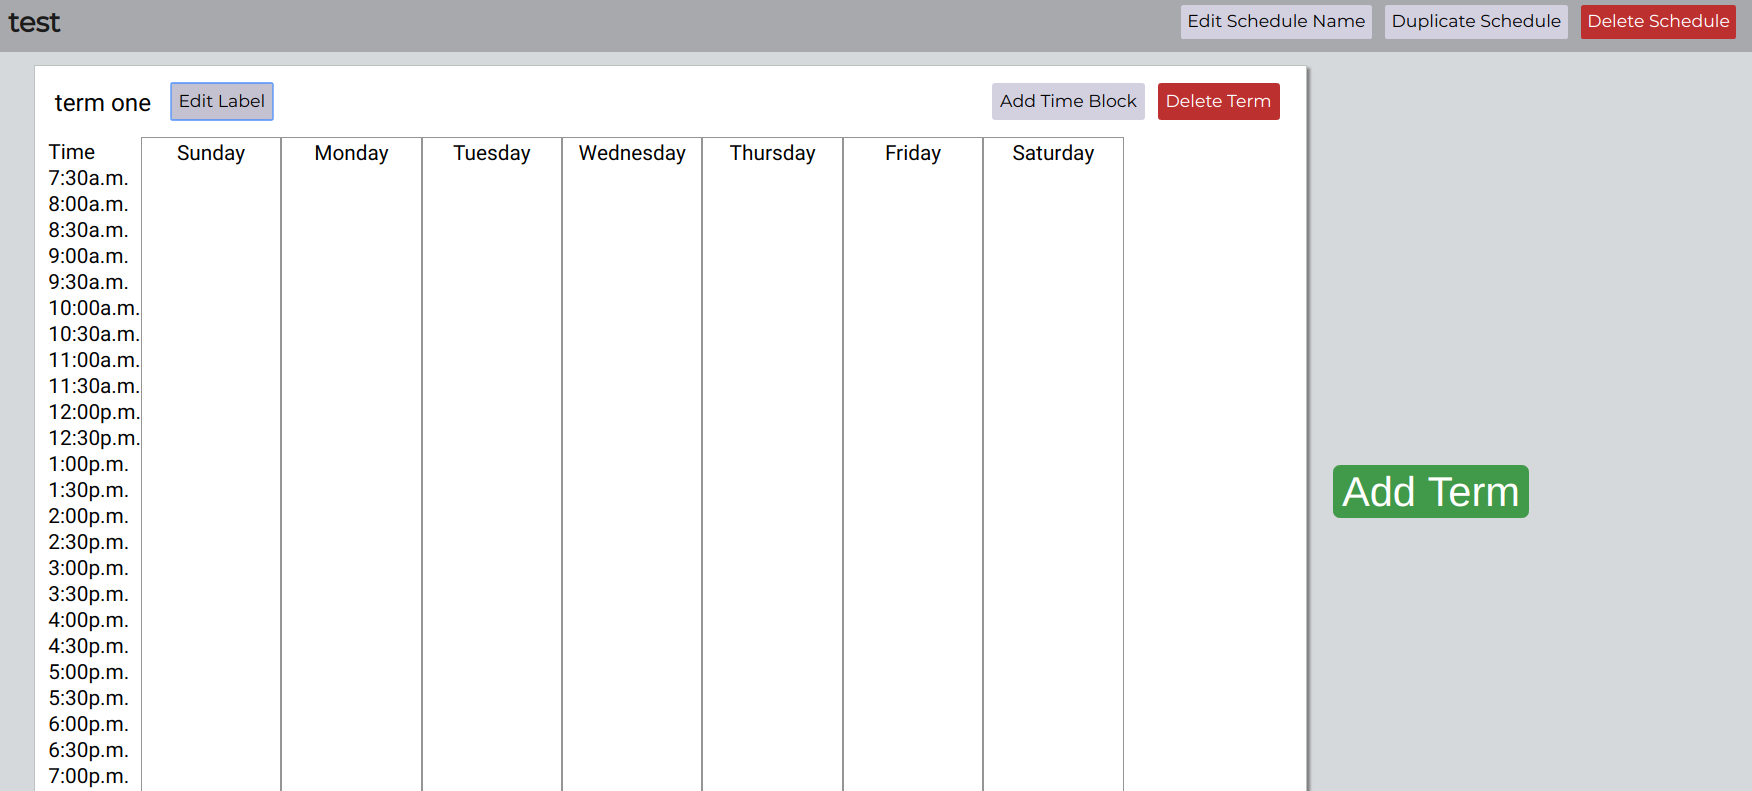 test Edit Schedule Name Duplicate Schedule Delete Schedule
term one Edit Label Add Time Block Delete Term
Time Sunday Monday Tuesday Wednesday Thursday Friday Saturday
7:30a.m.
8:00a.m.
8:30a.m.
9:00a.m.
9:30a.m.
10:00a.m.
10:30a.m.
11:00a.m.
11:30a.m.
12:00p.m.
12:30p.m.
1:00p.m.
1:30p.m.
Add Term
2:00p.m.
2:30p.m.
3:00p.m.
3:30p.m.
4:00p.m.
4:30p.m.
5:00p.m.
5:30p.m.
6:00p.m.
6:30p.m.
7:00p.m.